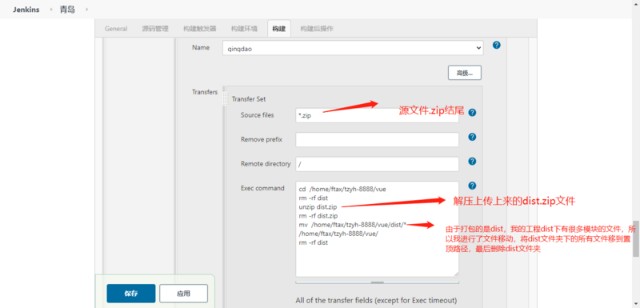 Jenkins › 青岛 ›
General 源码管理 构建触发器 构建环境 构建 构建后操作
Name qingdao
高级...
Transfers
Transfer Set
源文件.zip结尾
Source files *.zip
Remove prefix
Remote directory /
Exec command cd /home/ftax/tzyh-8888/vue
rm -rf dist
unzip dist.zip
解压上传上来的dist.zip文件
rm -rf dist.zip
mv /home/ftax/tzyh-8888/vue/dist/*
/home/ftax/tzyh-8888/vue/
rm -rf dist
由于打包的是dist，我的工程dist下有很多模块的文件，所
以我进行了文件移动，将dist文件夹下的所有文件移到置
顶路径，最后删除dist文件夹
保存 应用
All of the transfer fields (except for Exec timeout)